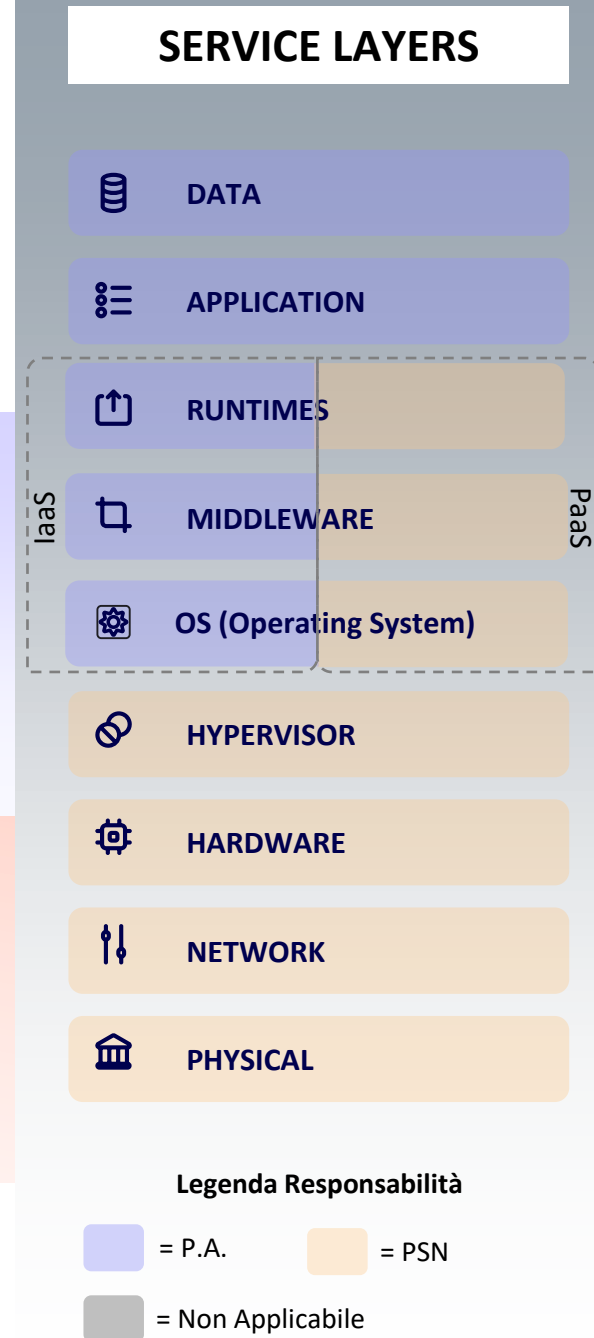 SERVICE LAYERS
DATA
APPLICATION
RUNTIMES
IaaS
PaaS
MIDDLEWARE
OS (Operating System)
HYPERVISOR
HARDWARE
NETWORK
PHYSICAL
Legenda Responsabilità
= P.A.
= PSN
= Non Applicabile